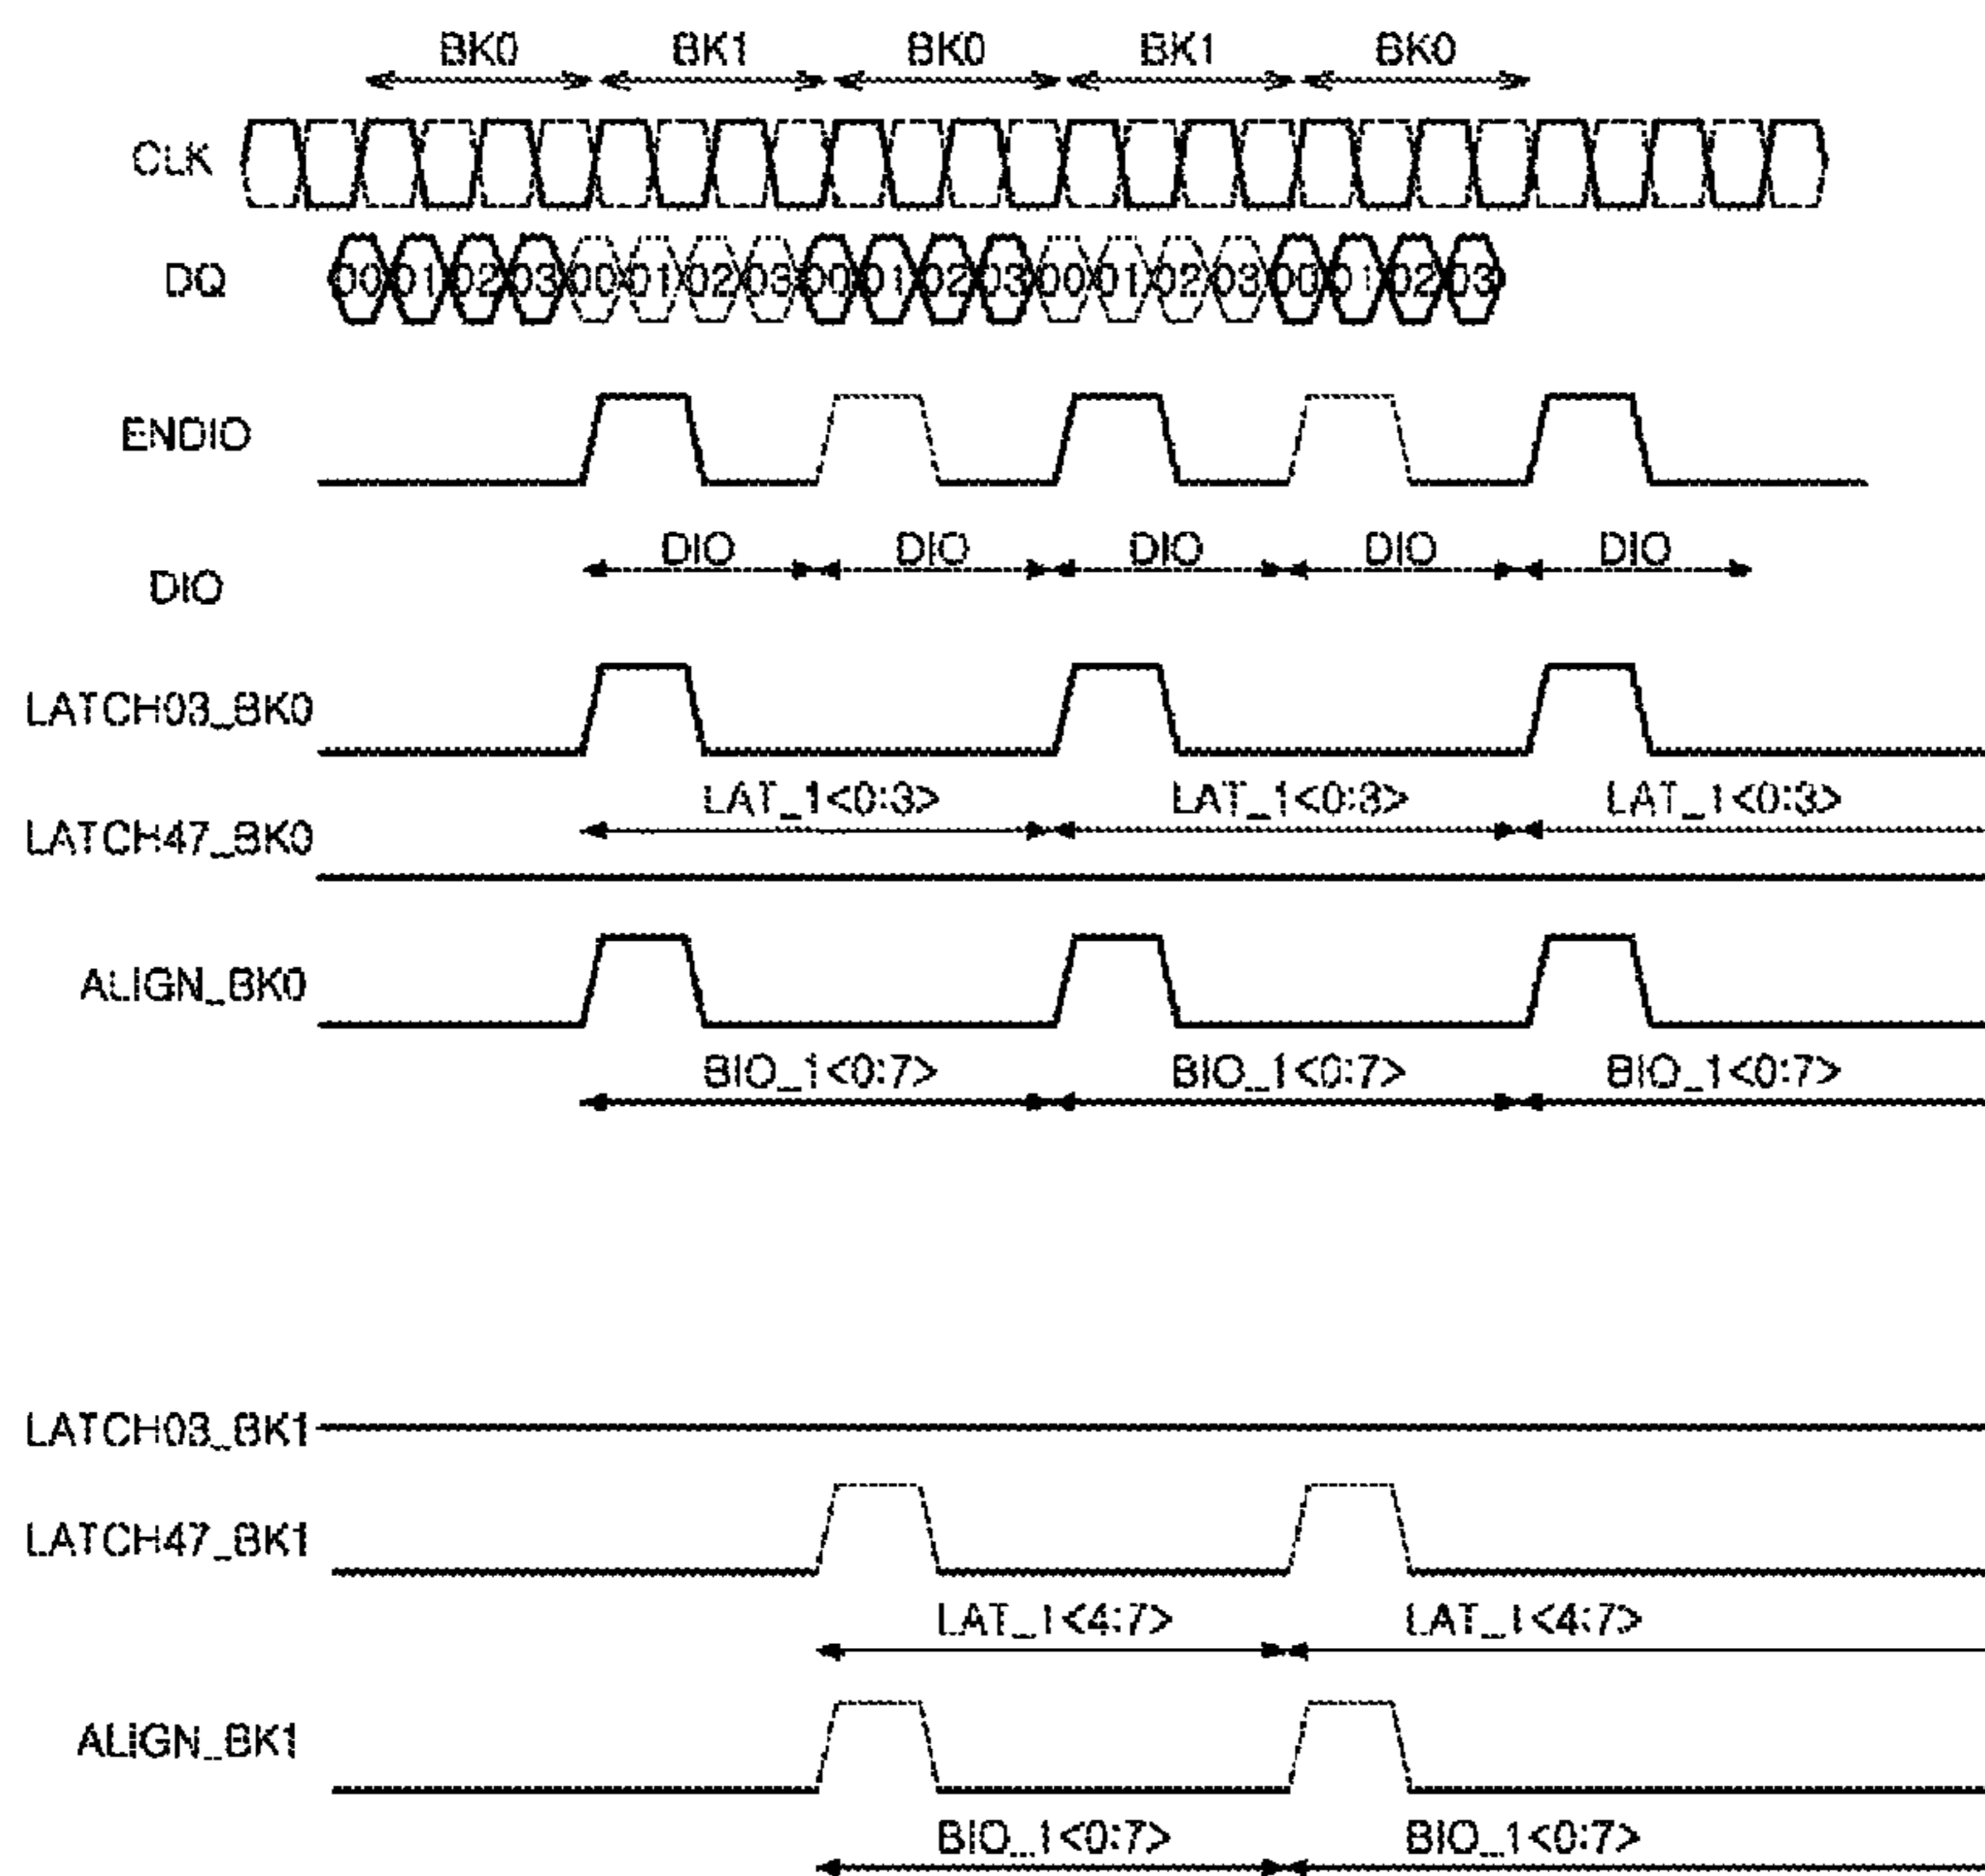 BK0 BK1 BK0 BK1 BK0
CLK
DQ 00 01 02 03 00 01 02 03 00 01 02 03 00 01 02 03 00 01 02 03
ENDIO
DIO DIO DIO DIO DIO
DIO
LATCH03_BK0
LAT_1<0:3> LAT_1<0:3> LAT_1<0:3>
LATCH47_BK0
ALIGN_BK0
BIO_1<0:7> BIO_1<0:7> BIO_1<0:7>
LATCH03_BK1
LATCH47_BK1
LAT_1<4:7> LAT_1<4:7>
ALIGN_BK1
BIO_1<0:7> BIO_1<0:7>